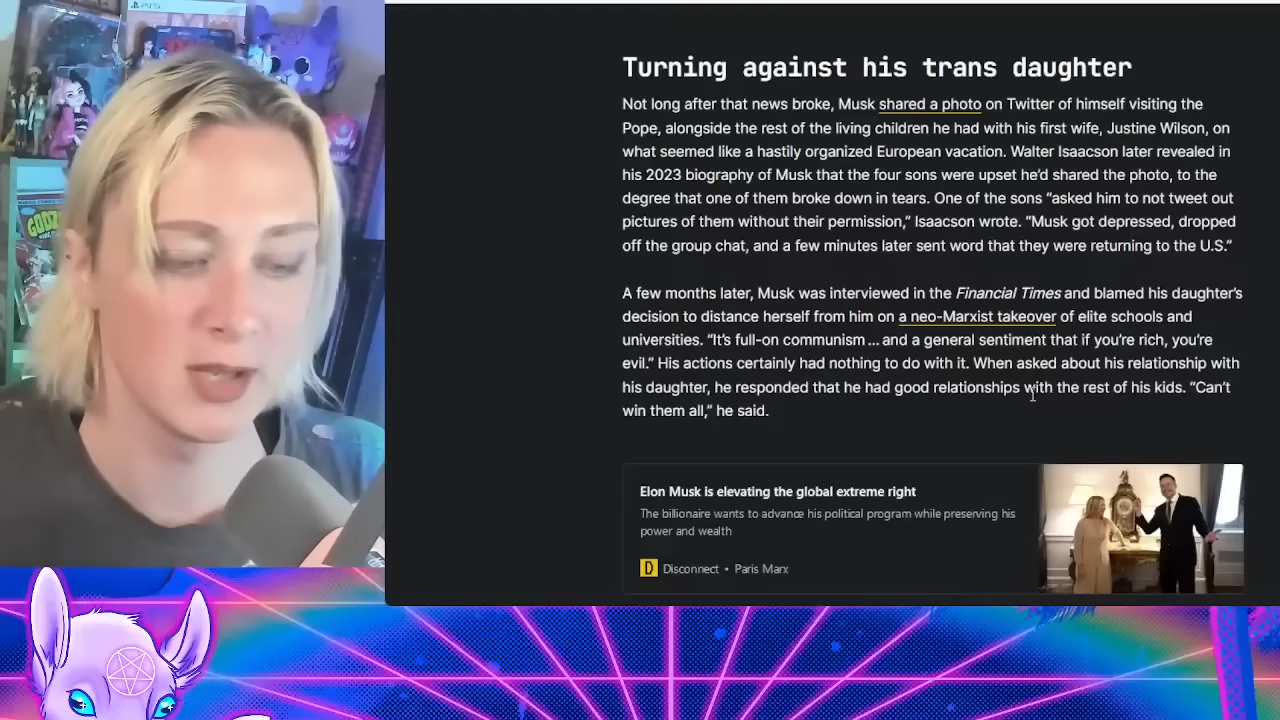 PS5
GODZ
Turning against his trans daughter
Not long after that news broke, Musk shared a photo on Twitter of himself visiting the
Pope, alongside the rest of the living children he had with his first wife, Justine Wilson, on
what seemed like a hastily organized European vacation. Walter Isaacson later revealed in
his 2023 biography of Musk that the four sons were upset he’d shared the photo, to the
degree that one of them broke down in tears. One of the sons “asked him to not tweet out
pictures of them without their permission,” Isaacson wrote. “Musk got depressed, dropped
off the group chat, and a few minutes later sent word that they were returning to the U.S.”
A few months later, Musk was interviewed in the Financial Times and blamed his daughter’s
decision to distance herself from him on a neo-Marxist takeover of elite schools and
universities. “It’s full-on communism ... and a general sentiment that if you’re rich, you’re
evil.” His actions certainly had nothing to do with it. When asked about his relationship with
his daughter, he responded that he had good relationships with the rest of his kids. “Can’t
win them all,” he said.
Elon Musk is elevating the global extreme right
The billionaire wants to advance his political program while preserving his
power and wealth
D Disconnect • Paris Marx